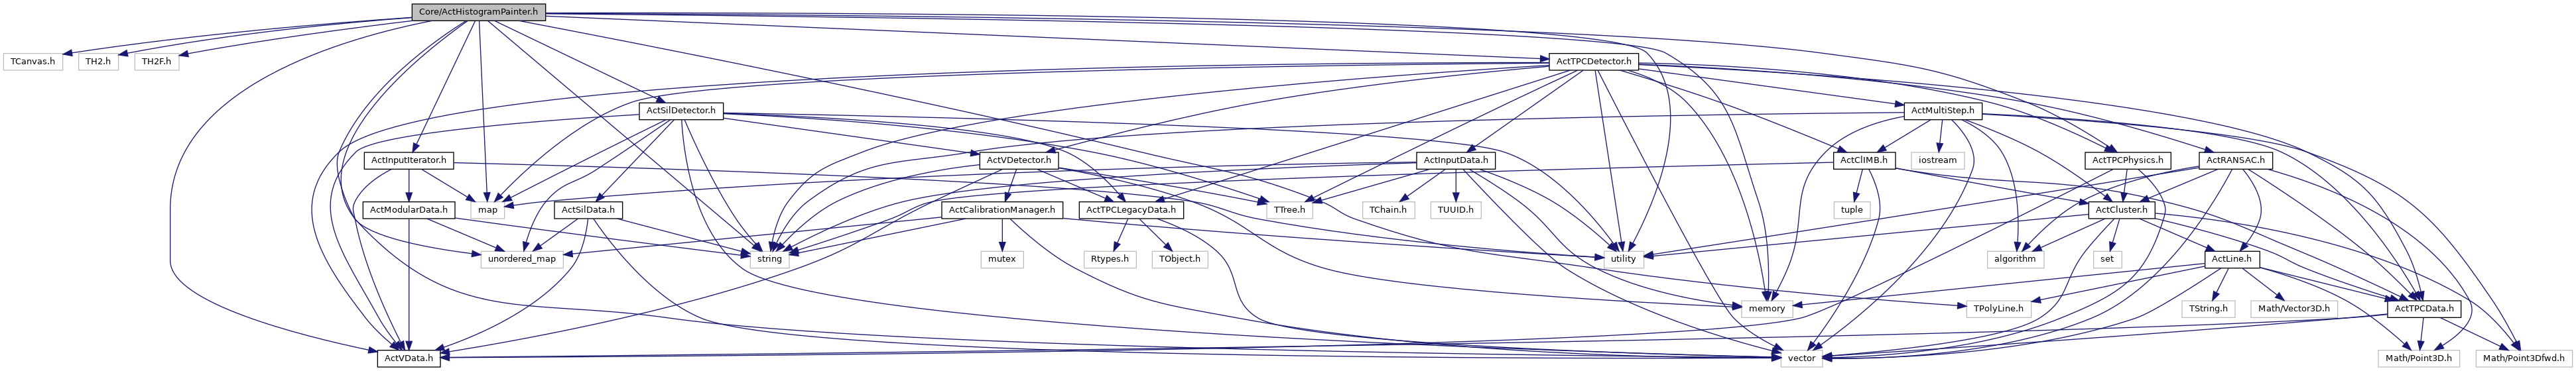 Core/ActHistogramPainter.h
TCanvas.h
TH2.h
TH2F.h
ActTPCDetector.h
ActSilDetector.h
ActMultiStep.h
ActInputIterator.h
ActVDetector.h
ActInputData.h
ActClIMB.h
iostream
ActTPCPhysics.h
ActRANSAC.h
ActModularData.h
map
ActSilData.h
ActCalibrationManager.h
ActTPCLegacyData.h
TTree.h
TChain.h
TUUID.h
tuple
ActCluster.h
unordered_map
string
mutex
Rtypes.h
TObject.h
utility
algorithm
set
ActLine.h
memory
TPolyLine.h
TString.h
Math/Vector3D.h
ActTPCData.h
ActVData.h
vector
Math/Point3D.h
Math/Point3Dfwd.h